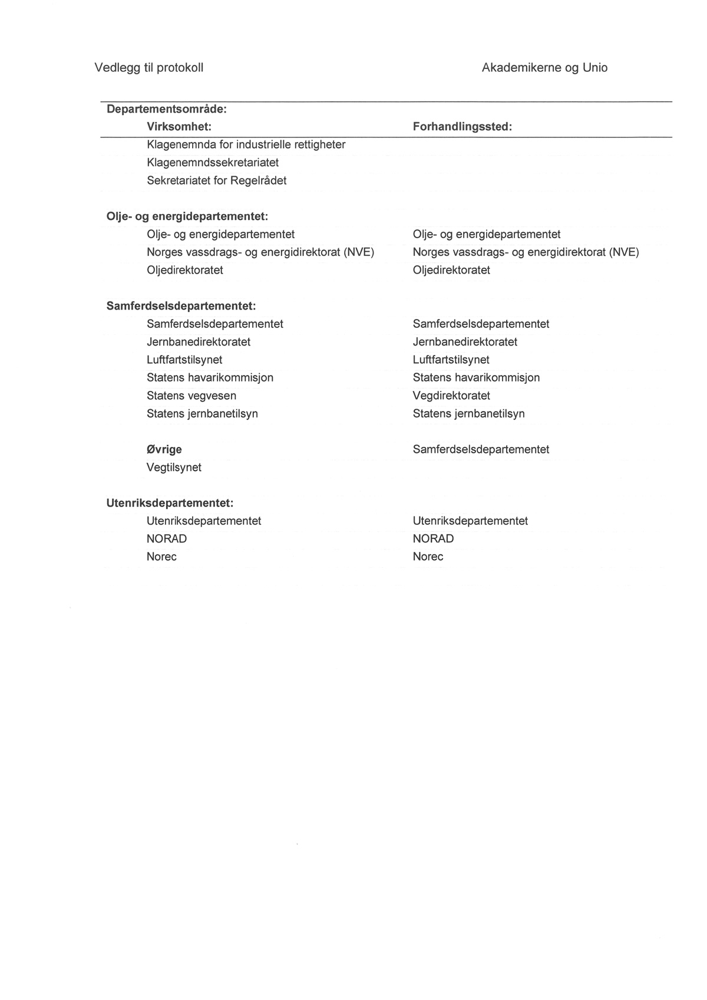 Vedlegg til protokoll Akademikerne og Unio
Departementsområde:
Virksomhet: Forhandlingssted:
Klagenemnda for industrielle rettigheter
Klagenemndssekretariatet
Sekretariatet for Regelrådet
Olje- og energidepartementet:
Olje- og energidepartementet Olje- og energidepartementet
Norges vassdrags- og energidirektorat (NVE) Norges vassdrags- og energidirektorat (NVE)
Oljedirektoratet Oljedirektoratet
Samferdselsdepartementet:
Samferdselsdepartementet Samferdselsdepartementet
Jernbanedirektoratet Jernbanedirektoratet
Luftfartstilsynet Luftfartstilsynet
Statens havarikommisjon Statens havarikommisjon
Statens vegvesen Vegdirektoratet
Statens jernbanetilsyn Statens jernbanetilsyn
Øvrige Samferdselsdepartementet
Vegtilsynet
Utenriksdepartementet:
Utenriksdepartementet Utenriksdepartementet
NORAD NORAD
Norec Norec